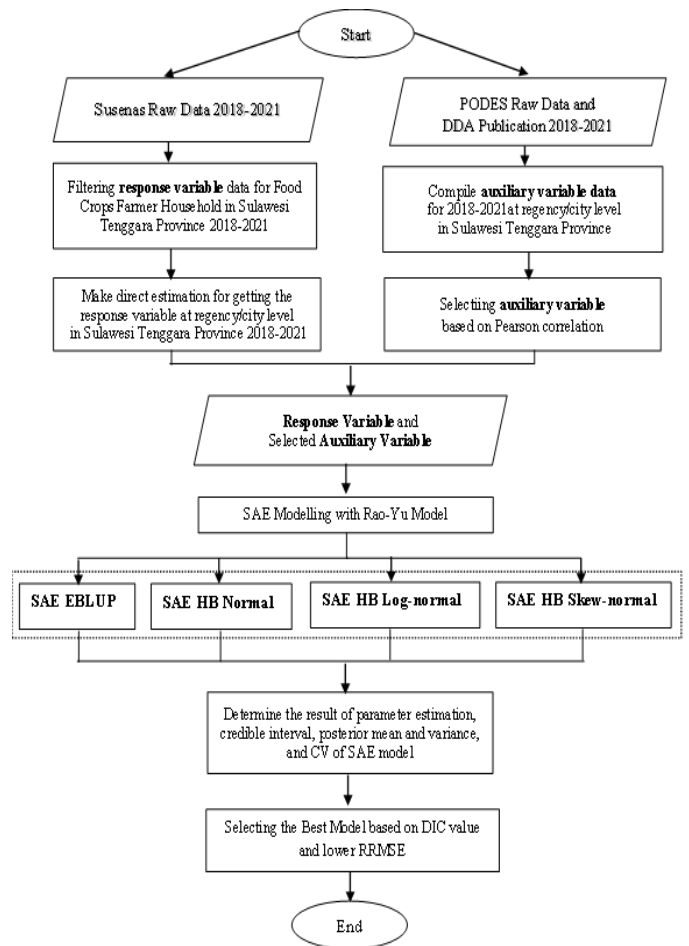 Start
Susenas Raw Data 2018-2021
PODES Raw Data and
DDA Publication 2018-2021
Filtering response variable data for Food
Crops Farmer Household in Sulawesi
Tenggara Province 2018-2021
Compile auxiliary variable data
for 2018-2021at regency/city level
in Sulawesi Tenggara Province
Make direct estimation for getting the
response variable at regency/city level
in Sulawesi Tenggara Province 2018-2021
Selectiing auxiliary variable
based on Pearson correlation
Response Variable and
Selected Auxiliary Variable
SAE Modelling with Rao-Yu Model
SAE EBLUP
SAE HB Normal
SAE HB Log-normal
SAE HB Skew-normal
Determine the result of parameter estimation,
credible interval, posterior mean and variance,
and CV of SAE model
Selecting the Best Model based on DIC value
and lower RRMSE
End